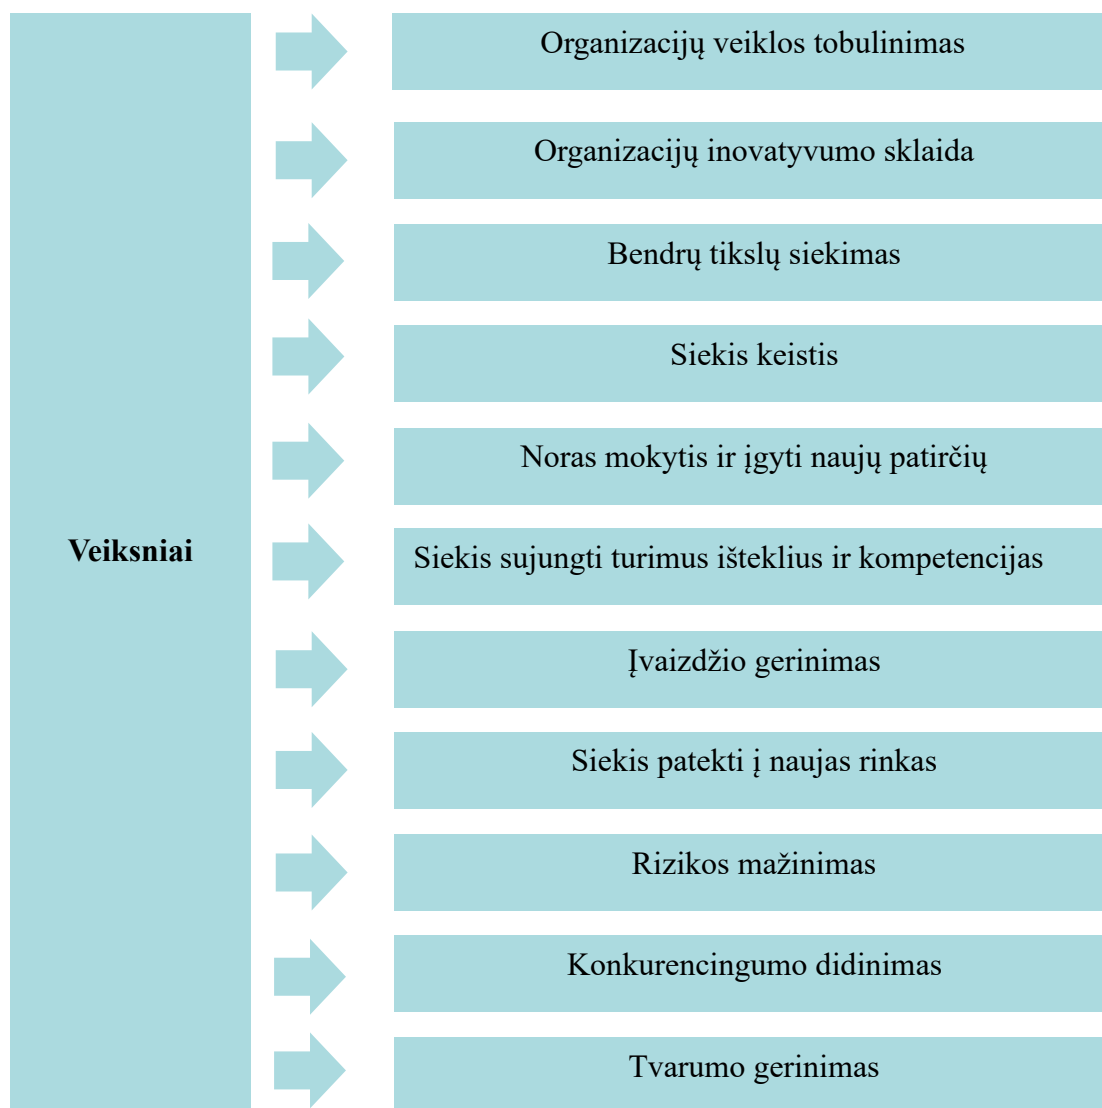 Veiksniai
Organizacijų veiklos tobulinimas
Organizacijų inovatyvumo sklaida
Bendrų tikslų siekimas
Siekis keistis
Noras mokytis ir įgyti naujų patirčių
Siekis sujungti turimus išteklius ir kompetencijas
Įvaizdžio gerinimas
Siekis patekti į naujas rinkas
Rizikos mažinimas
Konkurencingumo didinimas
Tvarumo gerinimas